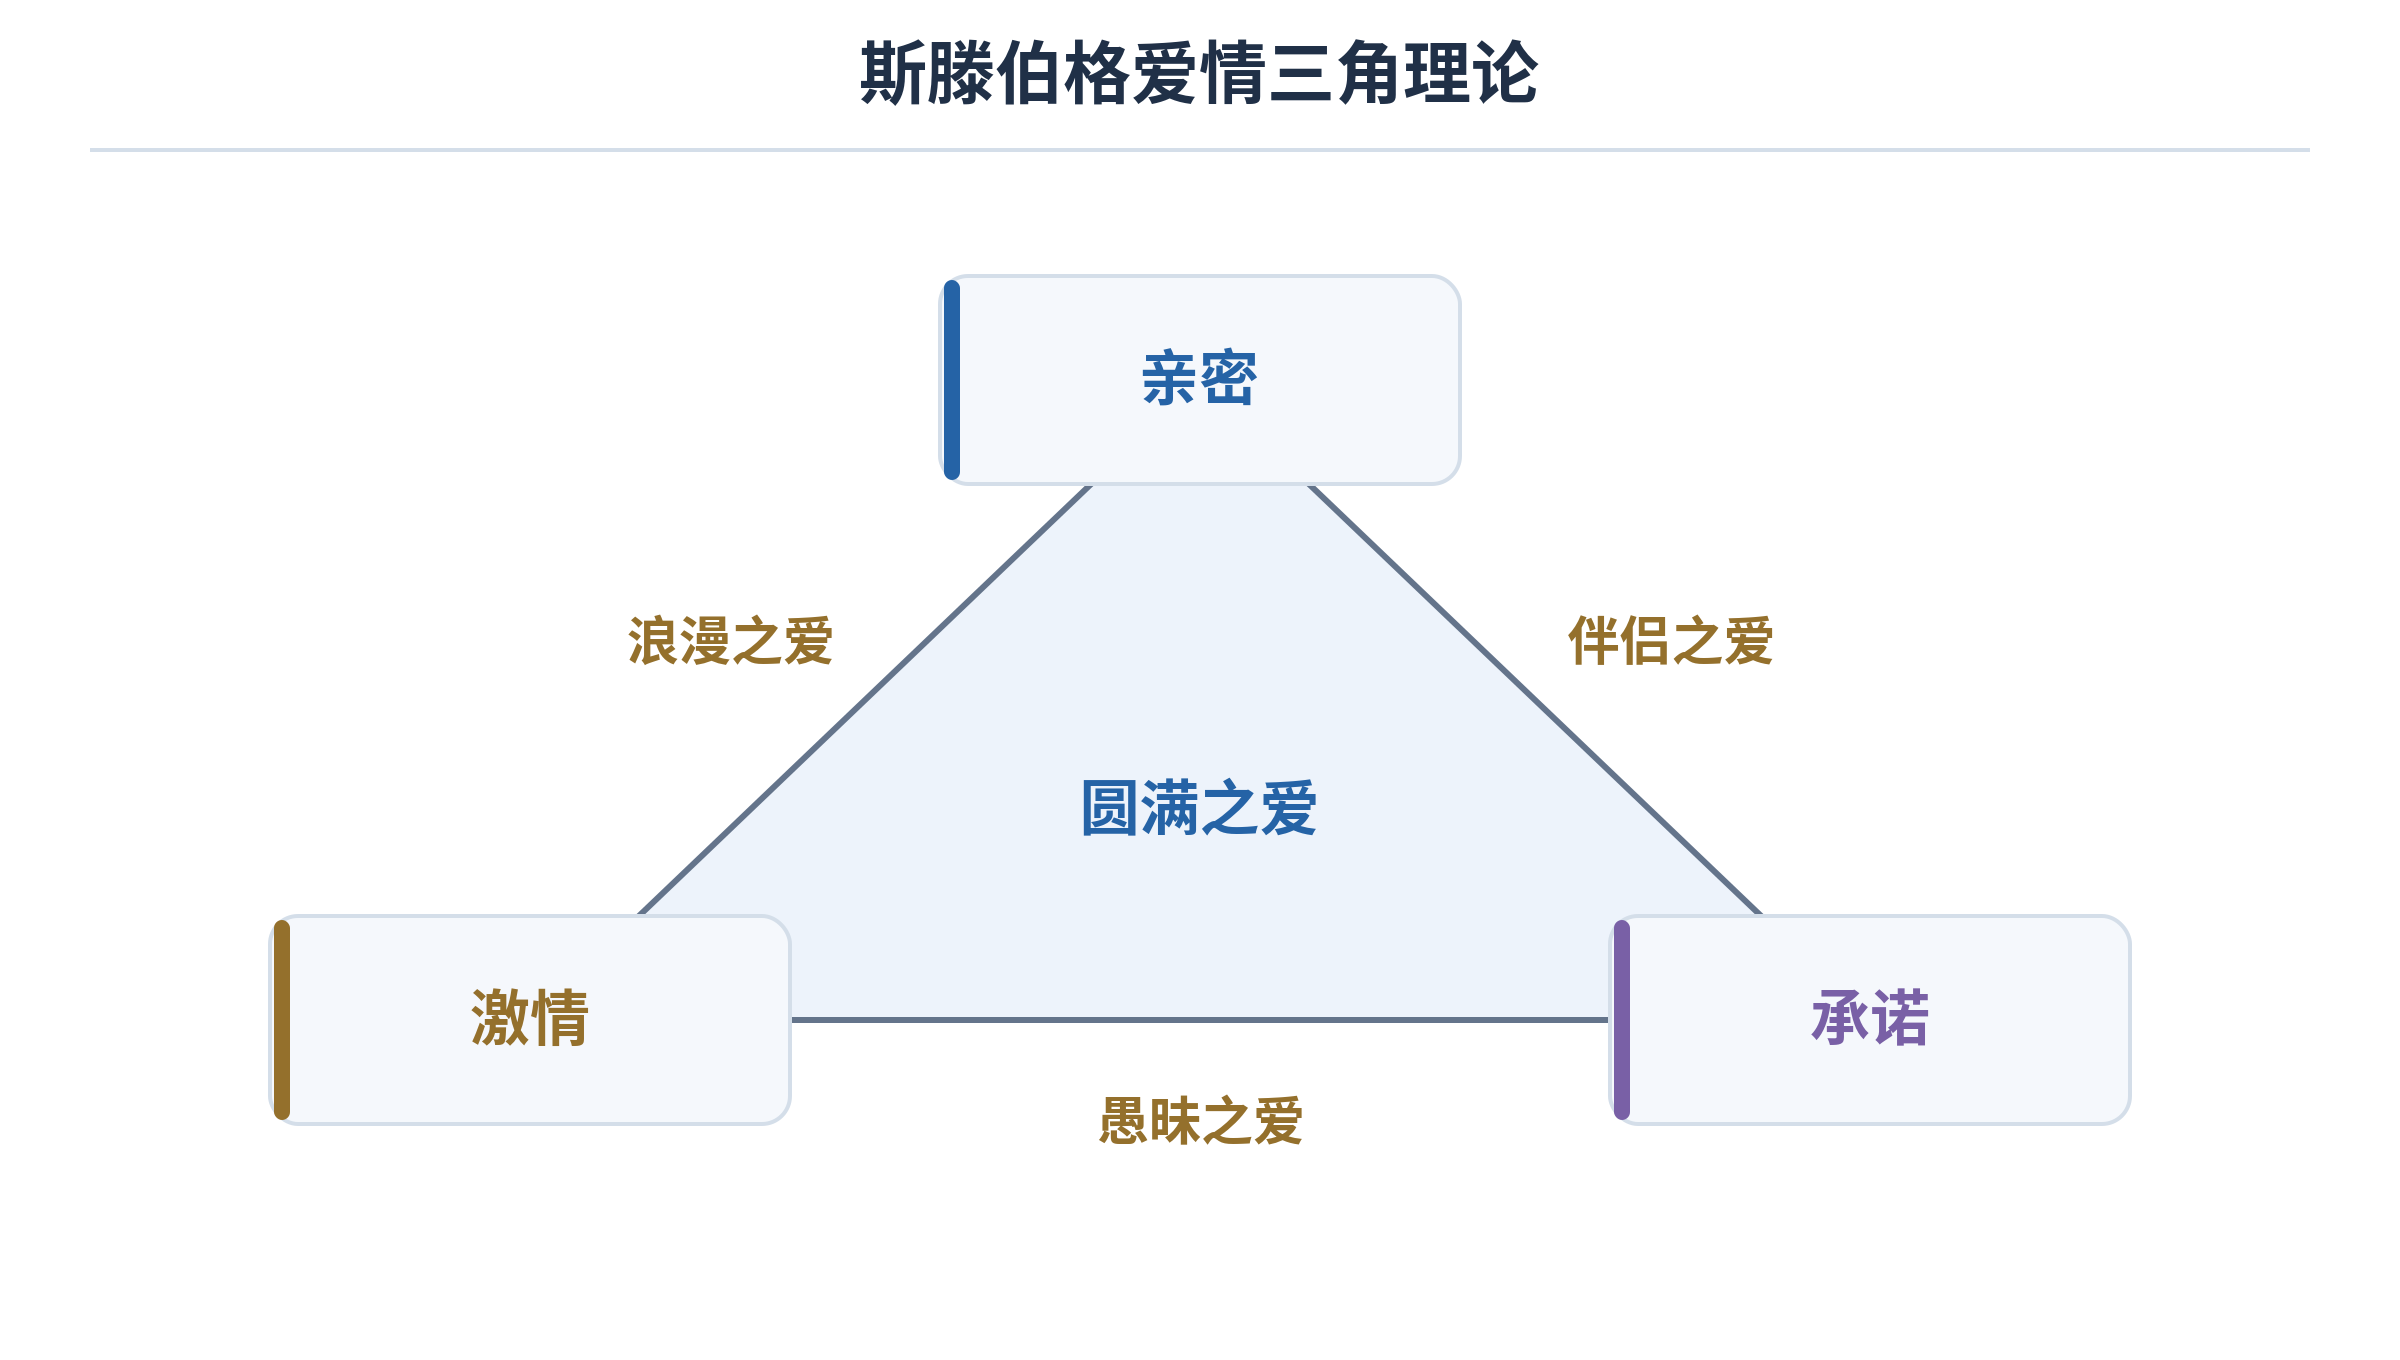 斯滕伯格爱情三角理论
亲密
浪漫之爱
伴侣之爱
圆满之爱
激情
承诺
愚昧之爱